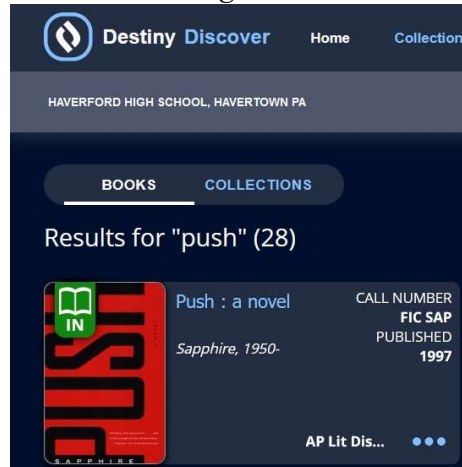 Destiny Discover Home Collection
HAVERFORD HIGH SCHOOL, HAVERTOWN PA
BOOKS COLLECTIONS
Results for "push" (28)
IN
PUSH
SAPPHIRE
Push : a novel
Sapphire, 1950-
CALL NUMBER
FIC SAP
PUBLISHED
1997
AP Lit Dis...